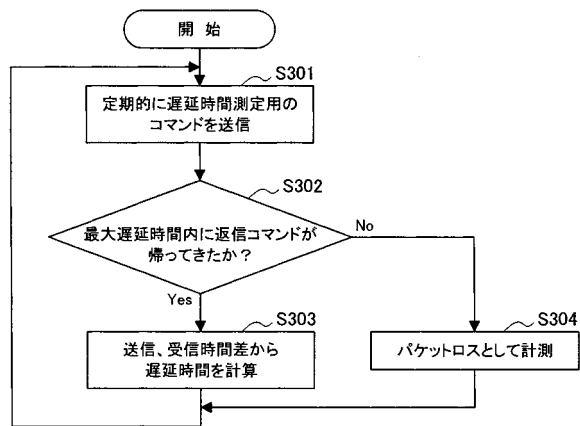 開 始
S301
定期的に遅延時間測定用の
コマンドを送信
S302
最大遅延時間内に返信コマンドが
帰ってきたか？
No
Yes
S303
送信、受信時間差から
遅延時間を計算
S304
パケットロスとして計測